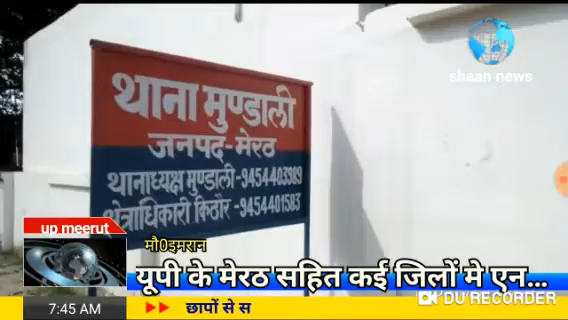 shaan news
थाना मुण्डाली
जनपद-मेरठ
थानाध्यक्ष मुण्डाली-9454403989
क्षेत्राधिकारी किठौर-9454401583
up meerut
मौ0इमरान
यूपी के मेरठ सहित कई जिलों मे एन...
DU RECORDER
7:45 AM
छापों से स